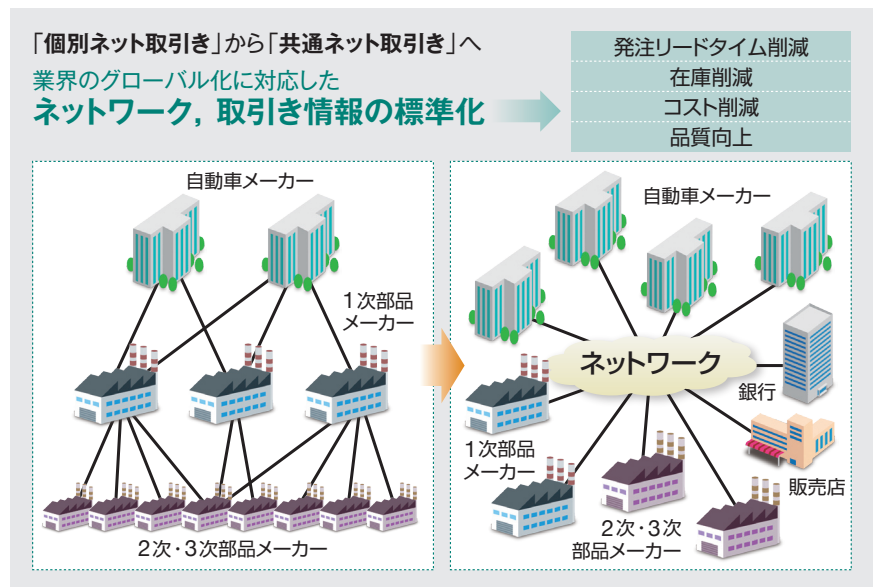 「個別ネット取引き」から「共通ネット取引き」へ
業界のグローバル化に対応した
ネットワーク，取引き情報の標準化
発注リードタイム削減
在庫削減
コスト削減
品質向上
自動車メーカー
1次部品
メーカー
2次・3次部品メーカー
自動車メーカー
ネットワーク
銀行
販売店
1次部品
メーカー
2次・3次
部品メーカー